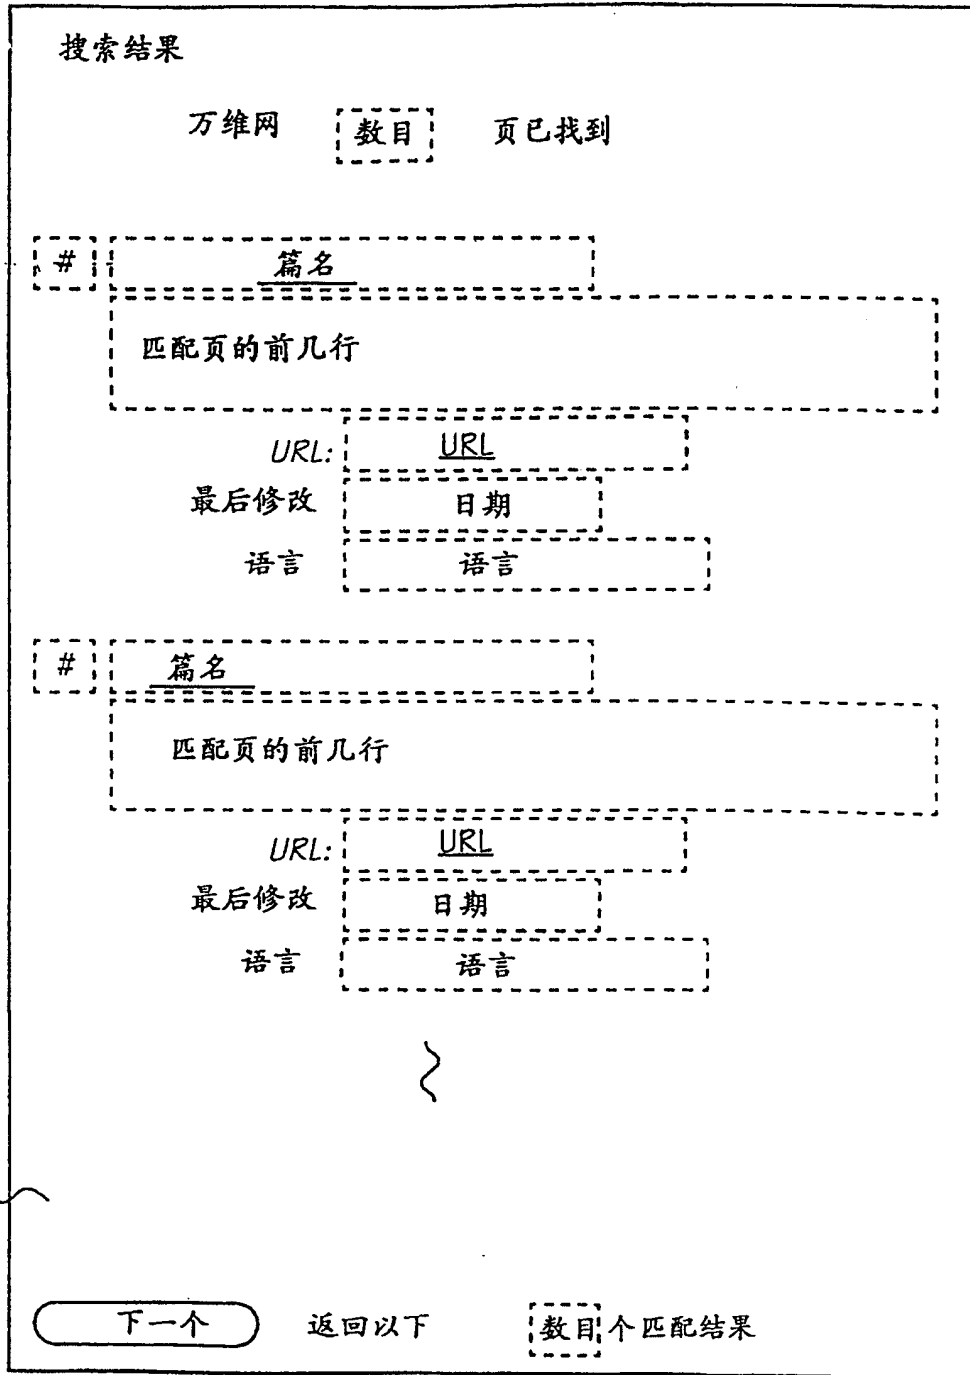 搜索结果
万维网 数目 页已找到
# 篇名
匹配页的前几行
URL: URL
最后修改 日期
语言 语言
# 篇名
匹配页的前几行
URL: URL
最后修改 日期
语言 语言
下一个 返回以下 数目 个匹配结果